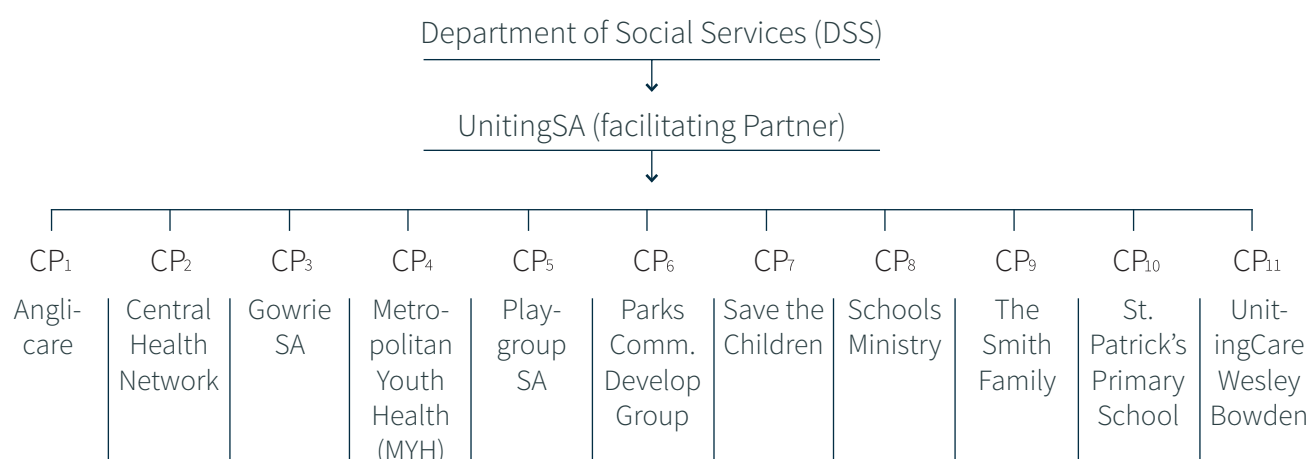 Department of Social Services (DSS)
UnitingSA (facilitating Partner)
CP1
CP2
CP3
CP4
CP5
CP6
CP7
CP8
CP9
CP10
CP11
Angli-
care
Central
Health
Network
Gowrie
SA
Metro-
politan
Youth
Health
(MYH)
Play-
group
SA
Parks
Comm.
Develop
Group
Save the
Children
Schools
Ministry
The
Smith
Family
St.
Patrick’s
Primary
School
Unit-
ingCare
Wesley
Bowden